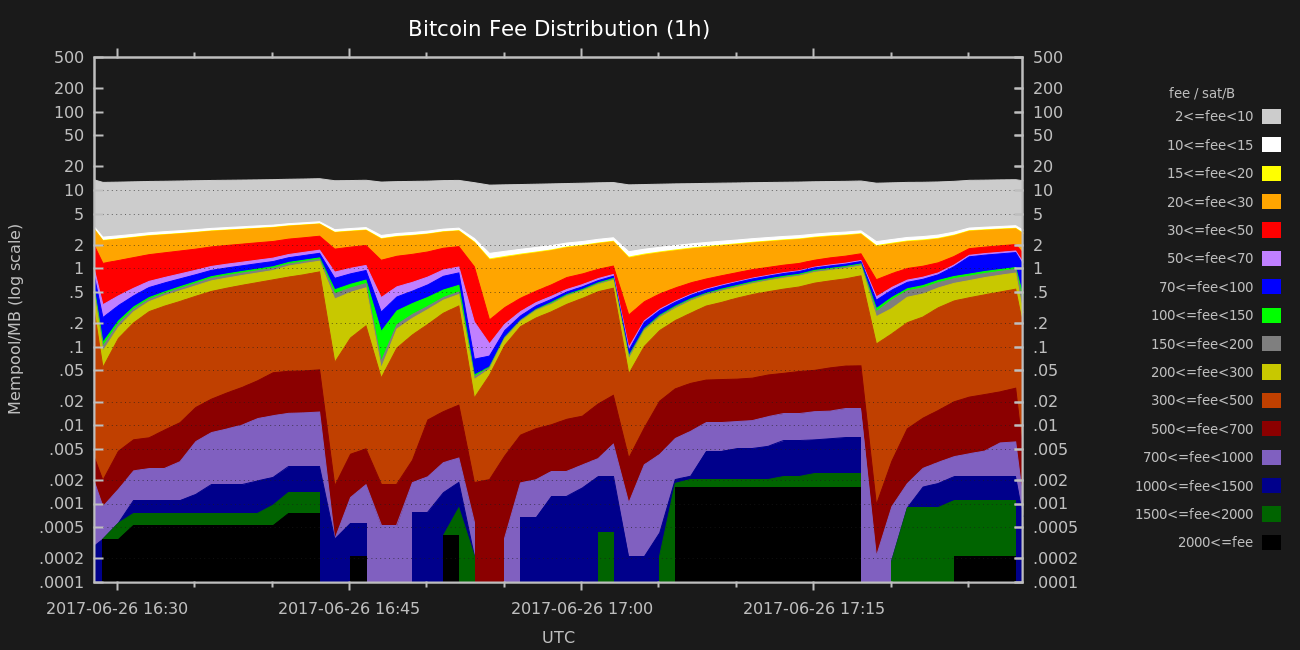 Bitcoin Fee Distribution (1h)
500
200
100
50
20
10
5
2
1
.5
.2
.1
.05
.02
.01
.005
.002
.001
.0005
.0002
.0001
Mempool/MB (log scale)
500
200
100
50
20
10
5
2
1
.5
.2
.1
.05
.02
.01
.005
.002
.001
.0005
.0002
.0001
2017-06-26 16:30 2017-06-26 16:45 2017-06-26 17:00 2017-06-26 17:15
UTC
fee / sat/B
2<=fee<10
10<=fee<15
15<=fee<20
20<=fee<30
30<=fee<50
50<=fee<70
70<=fee<100
100<=fee<150
150<=fee<200
200<=fee<300
300<=fee<500
500<=fee<700
700<=fee<1000
1000<=fee<1500
1500<=fee<2000
2000<=fee